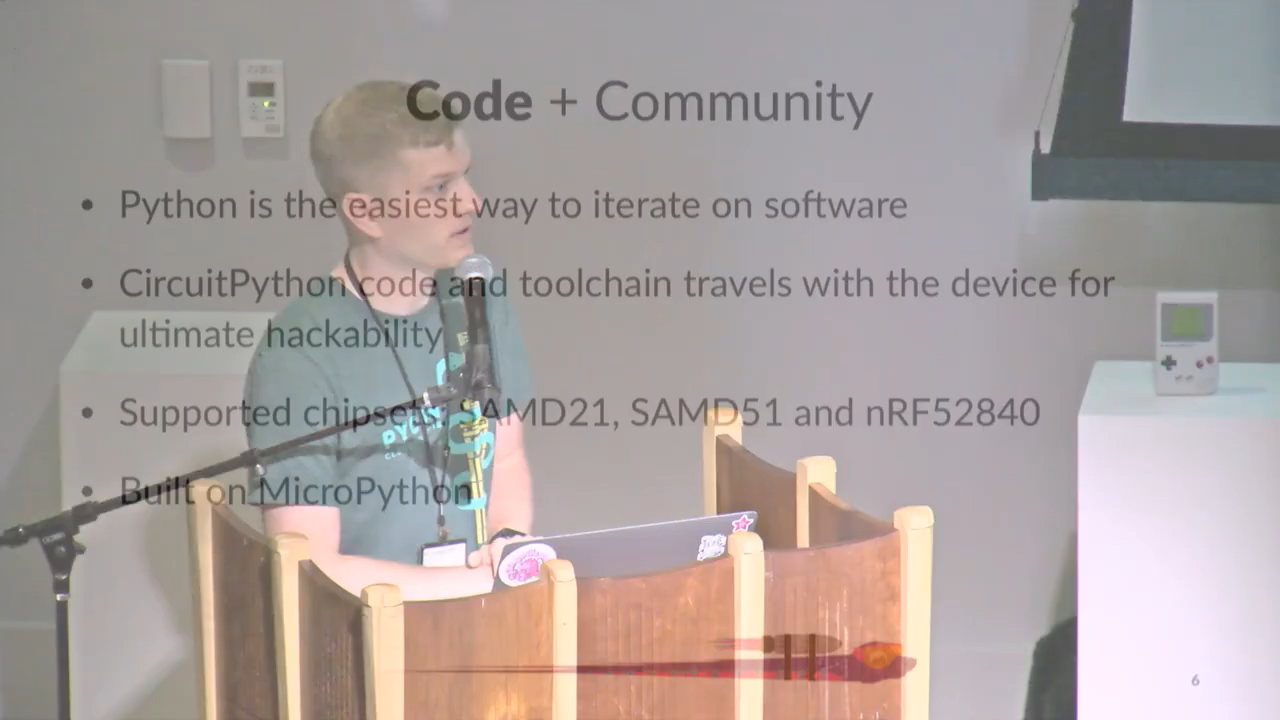 Code + Community
• Python is the easiest way to iterate on software
• CircuitPython code and toolchain travels with the device for
ultimate hackability
• Supported chipsets: SAMD21, SAMD51 and nRF52840
• Built on MicroPython
6